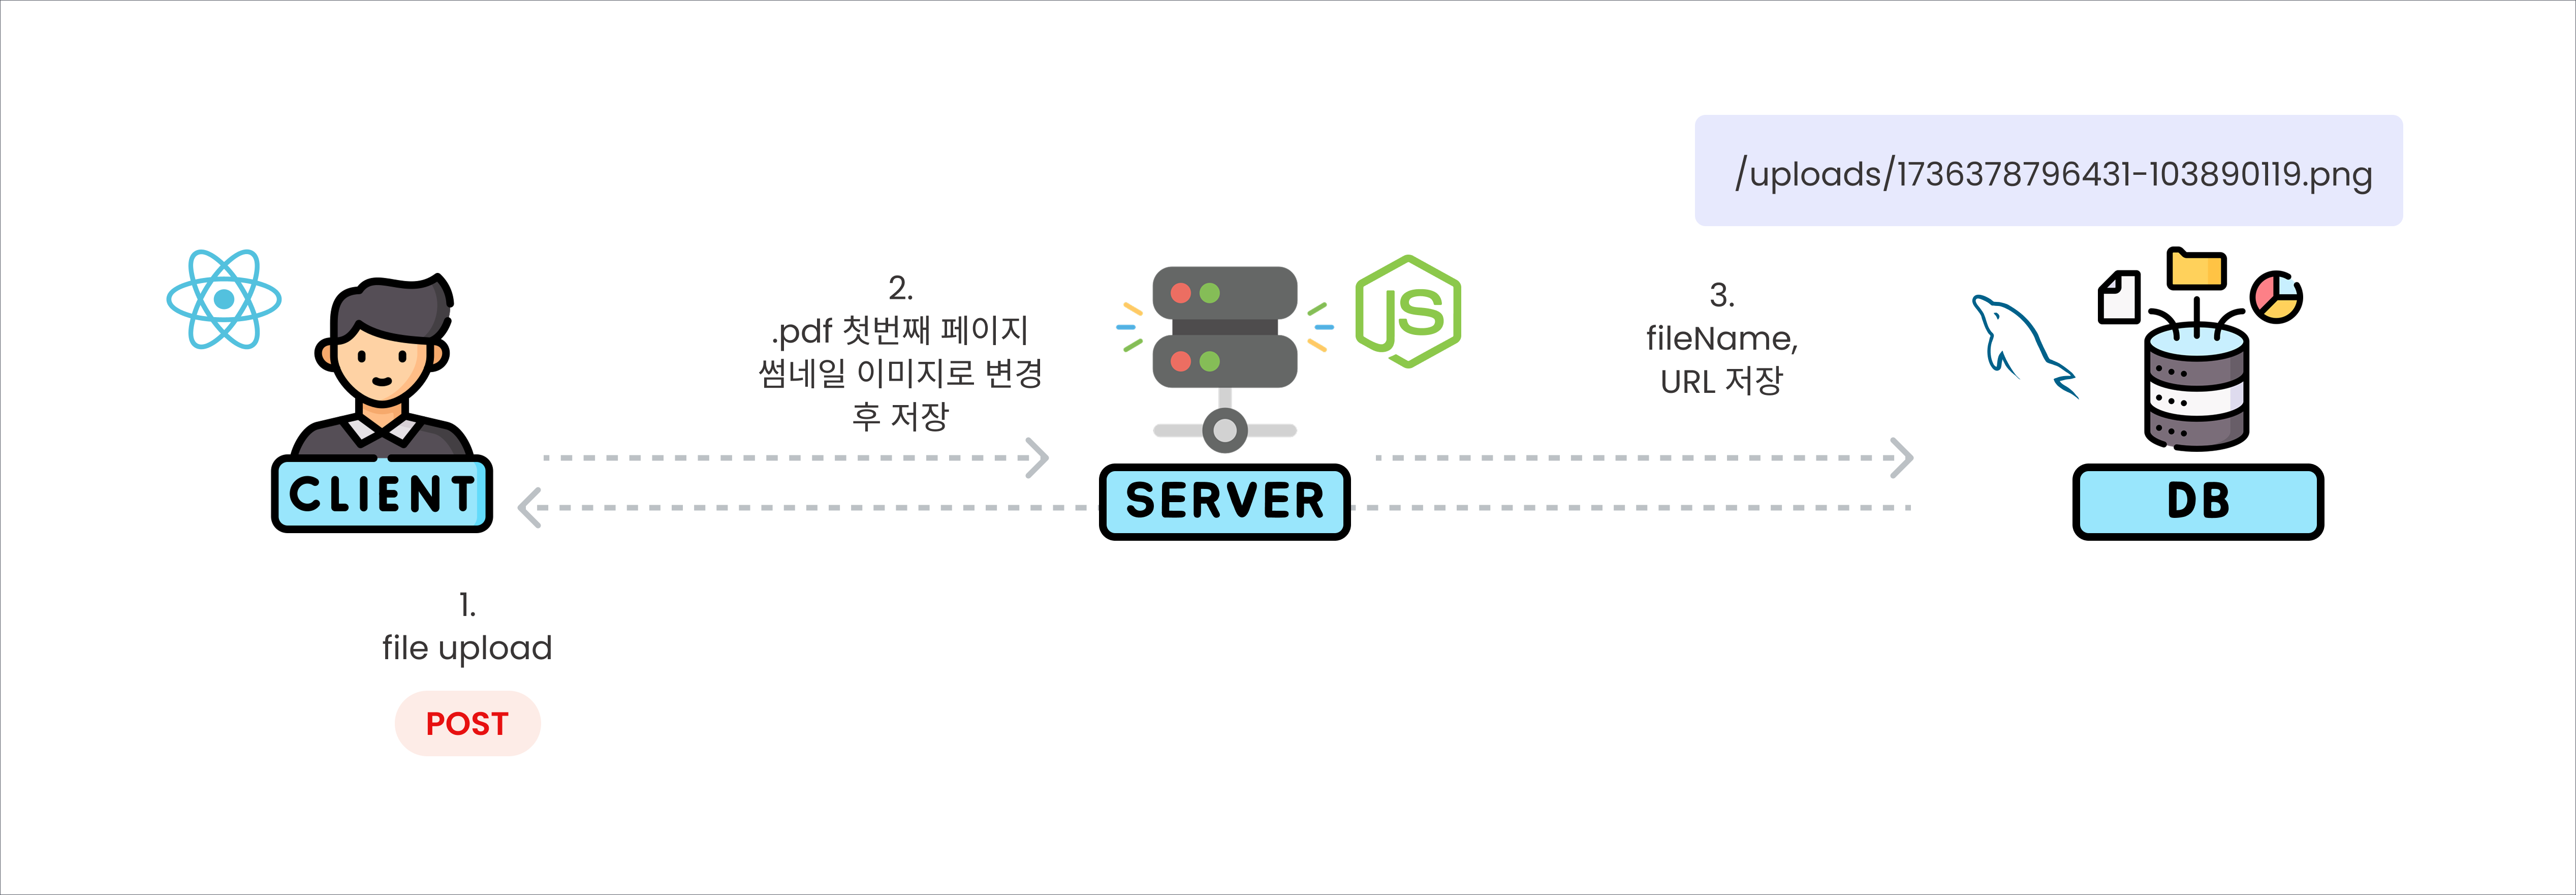 /uploads/1736378796431-103890119.png
2.
.pdf 첫번째 페이지
썸네일 이미지로 변경
후 저장
JS
3.
fileName,
URL 저장
CLIENT
SERVER
DB
1.
file upload
POST